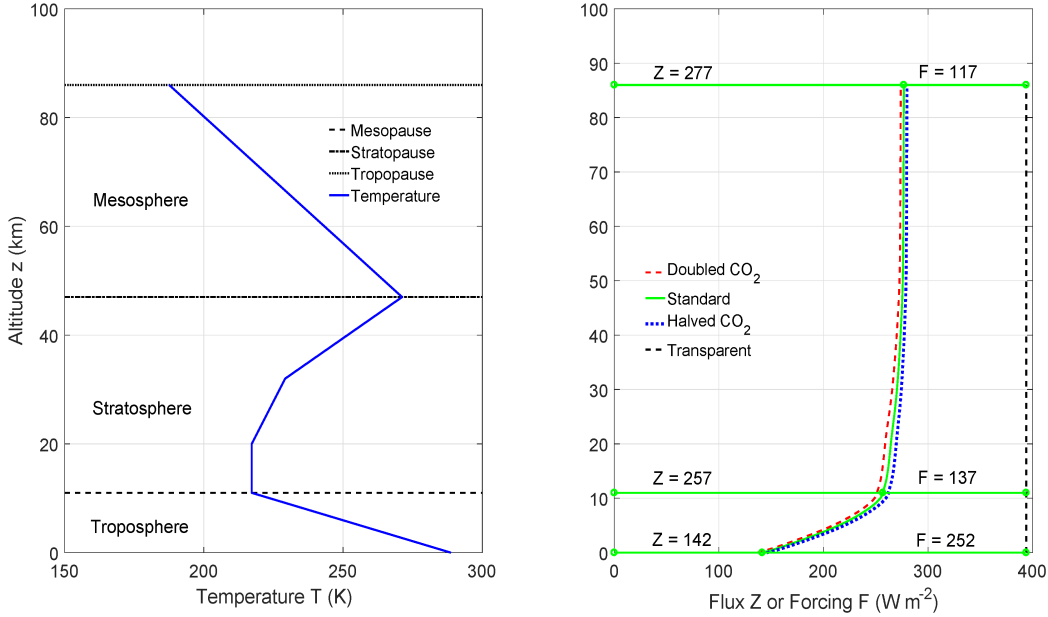 100
80
60
40
20
0
Altitude z (km)
Mesopause
Stratopause
Tropopause
Temperature
Mesosphere
Stratosphere
Troposphere
150 200 250 300
Temperature T (K)
100
90
80
70
60
50
40
30
20
10
0
Z = 277 F = 117
Doubled CO2
Standard
Halved CO2
Transparent
Z = 257 F = 137
Z = 142 F = 252
0 100 200 300 400
Flux Z or Forcing F (W m-2)